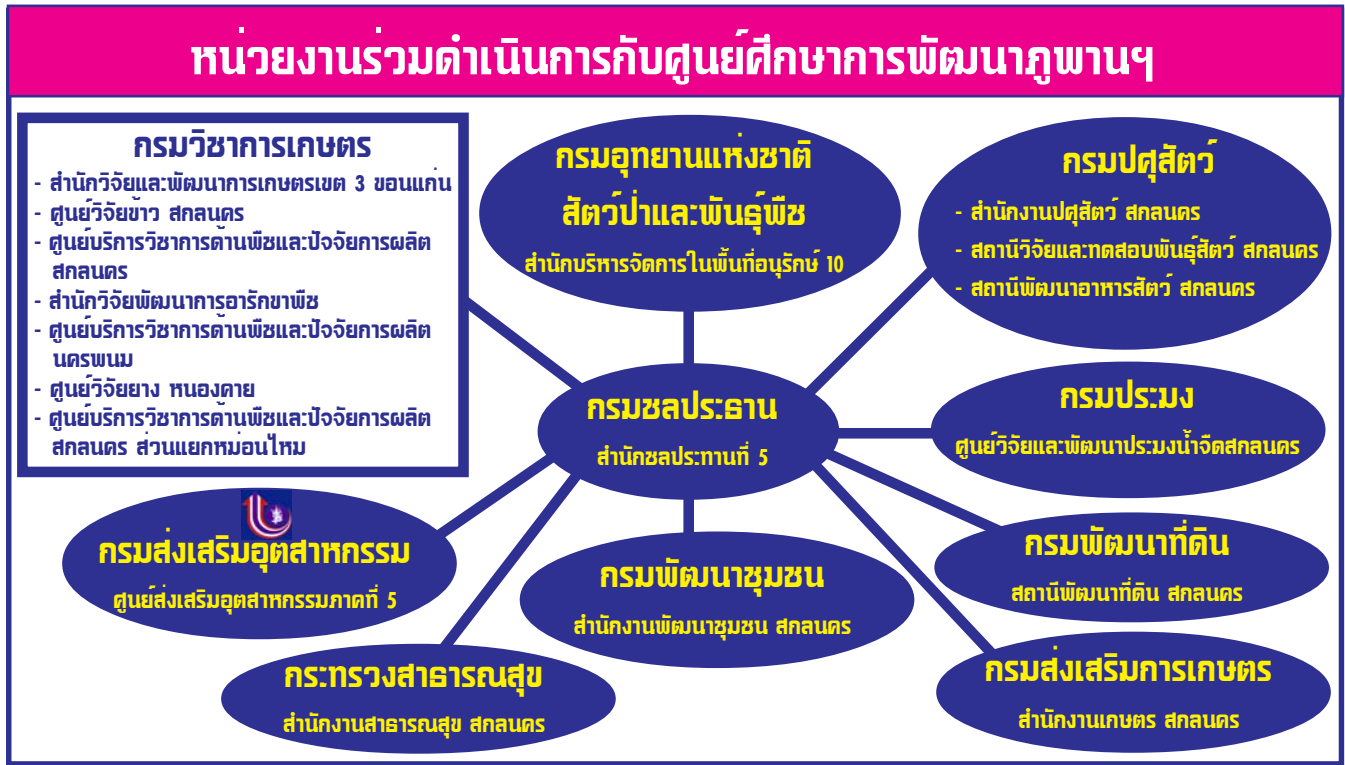 หน่วยงานร่วมดำเนินการกับศูนย์ศึกษาการพัฒนาภูพานฯ
กรมวิชาการเกษตร
- สำนักวิจัยและพัฒนาการเกษตรเขต 3 ขอนแก่น
- ศูนย์วิจัยข้าว สกลนคร
- ศูนย์บริการวิชาการด้านพืชและปัจจัยการผลิต
สกลนคร
- สำนักวิจัยพัฒนาการอารักขาพืช
- ศูนย์บริการวิชาการด้านพืชและปัจจัยการผลิต
นครพนม
- ศูนย์วิจัยยาง หนองคาย
- ศูนย์บริการวิชาการด้านพืชและปัจจัยการผลิต
สกลนคร ส่วนแยกหม่อนไหม
กรมอุทยานแห่งชาติ
สัตว์ป่าและพันธุ์พืช
สำนักบริหารจัดการในพื้นที่อนุรักษ์ 10
กรมปศุสัตว์
- สำนักงานปศุสัตว์ สกลนคร
- สถานีวิจัยและทดสอบพันธุ์สัตว์ สกลนคร
- สถานีพัฒนาอาหารสัตว์ สกลนคร
กรมชลประธาน
สำนักชลประทานที่ 5
กรมประมง
ศูนย์วิจัยและพัฒนาประมงน้ำจืดสกลนคร
กรมส่งเสริมอุตสาหกรรม
ศูนย์ส่งเสริมอุตสาหกรรมภาคที่ 5
กรมพัฒนาชุมชน
สำนักงานพัฒนาชุมชน สกลนคร
กรมพัฒนาที่ดิน
สถานีพัฒนาที่ดิน สกลนคร
กระทรวงสาธารณสุข
สำนักงานสาธารณสุข สกลนคร
กรมส่งเสริมการเกษตร
สำนักงานเกษตร สกลนคร